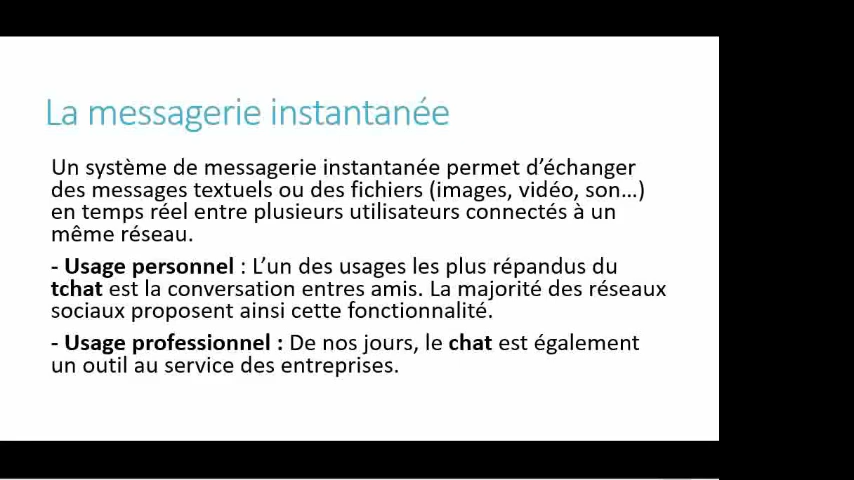 La messagerie instantanée
Un système de messagerie instantanée permet d’échanger
des messages textuels ou des fichiers (images, vidéo, son…)
en temps réel entre plusieurs utilisateurs connectés à un
même réseau.
- Usage personnel : L’un des usages les plus répandus du
tchat est la conversation entres amis. La majorité des réseaux
sociaux proposent ainsi cette fonctionnalité.
- Usage professionnel : De nos jours, le chat est également
un outil au service des entreprises.